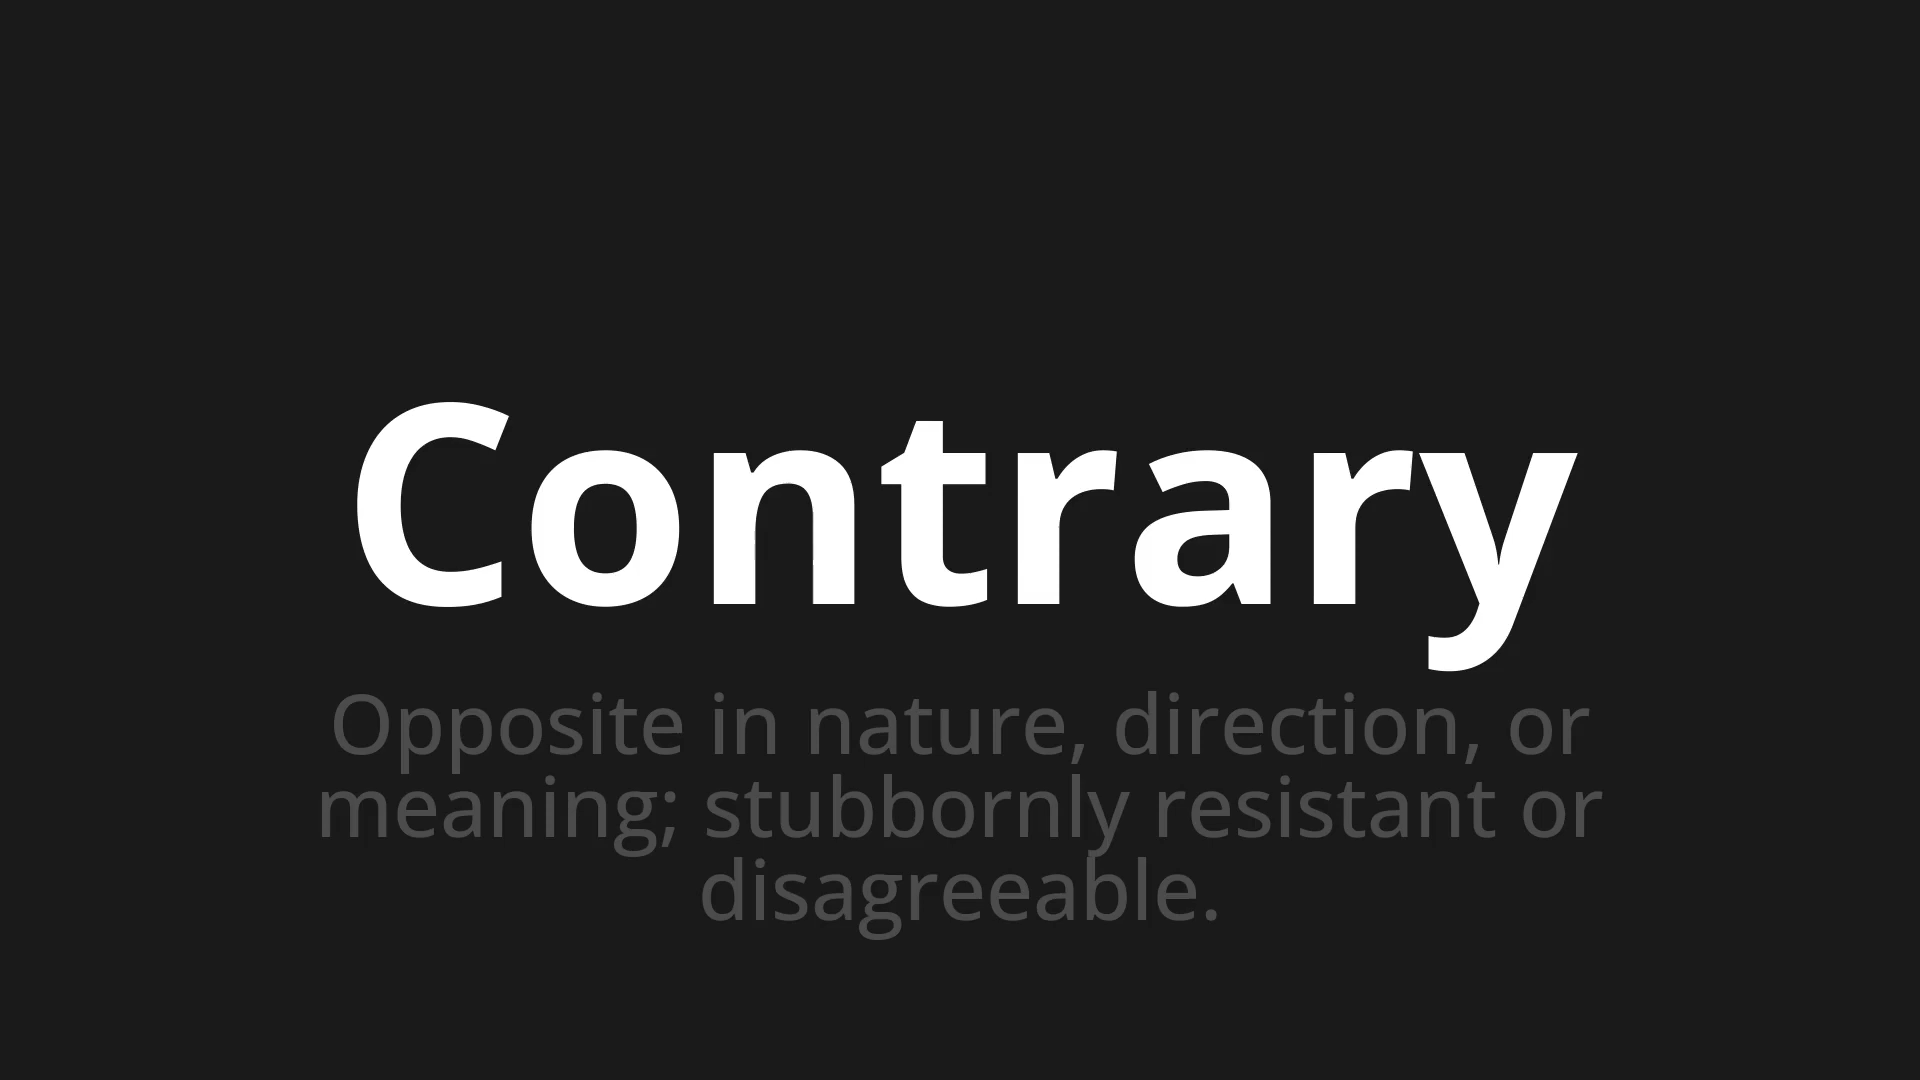 Contrary
Opposite in nature, direction, or
meaning; stubbornly resistant or
disagreeable.